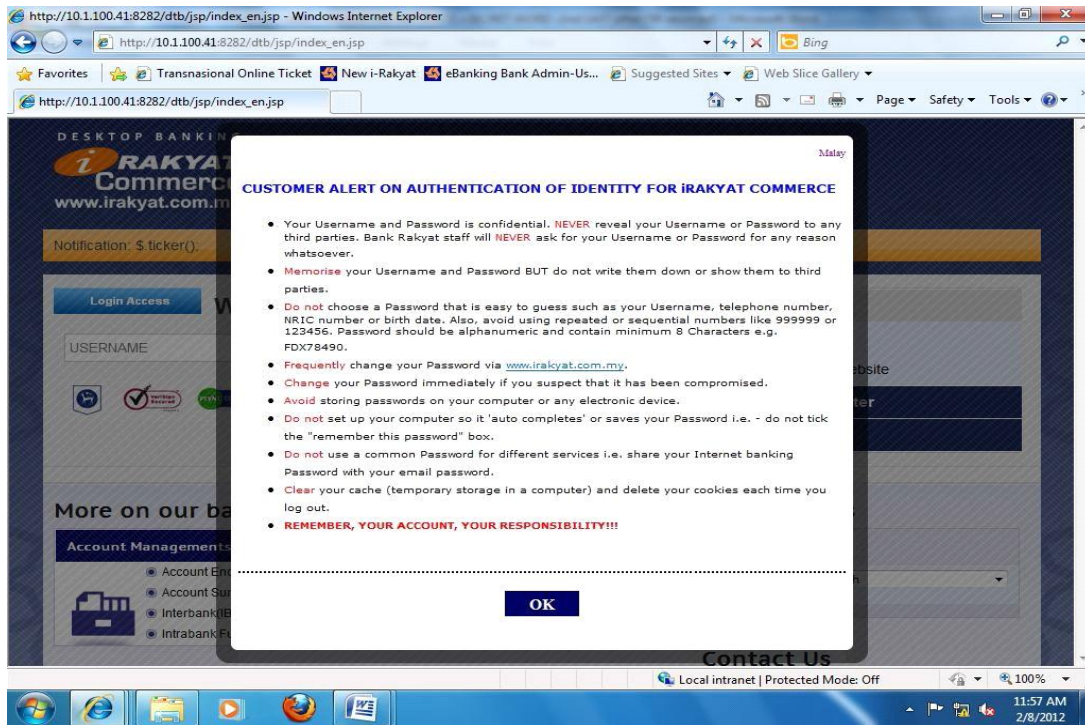 http://10.1.100.41:8282/dtb/jsp/index_en.jsp - Windows Internet Explorer
http://10.1.100.41:8282/dtb/jsp/index_en.jsp
Bing
Favorites
Transnasional Online Ticket
New i-Rakyat
eBanking Bank Admin-Us...
Suggested Sites
Web Slice Gallery
http://10.1.100.41:8282/dtb/jsp/index_en.jsp
Page
Safety
Tools
DESKTOP BANKING
iRAKYAT
Commerc
www.irakyat.com.m
Notification: $.ticker();
Login Access
W
USERNAME
ebsite
ter
More on our ba
Account Managements
Account Enq
Account Sum
Interbank(IB
Intrabank Fu
Contact Us
Malay
CUSTOMER ALERT ON AUTHENTICATION OF IDENTITY FOR iRAKYAT COMMERCE
Your Username and Password is confidential. NEVER reveal your Username or Password to any
third parties. Bank Rakyat staff will NEVER ask for your Username or Password for any reason
whatsoever.
Memorise your Username and Password BUT do not write them down or show them to third
parties.
Do not choose a Password that is easy to guess such as your Username, telephone number,
NRIC number or birth date. Also, avoid using repeated or sequential numbers like 999999 or
123456. Password should be alphanumeric and contain minimum 8 Characters e.g.
FDX78490.
Frequently change your Password via www.irakyat.com.my.
Change your Password immediately if you suspect that it has been compromised.
Avoid storing passwords on your computer or any electronic device.
Do not set up your computer so it 'auto completes' or saves your Password i.e. - do not tick
the "remember this password" box.
Do not use a common Password for different services i.e. share your Internet banking
Password with your email password.
Clear your cache (temporary storage in a computer) and delete your cookies each time you
log out.
REMEMBER, YOUR ACCOUNT, YOUR RESPONSIBILITY!!!
OK
Local intranet | Protected Mode: Off
100%
11:57 AM
2/8/2012